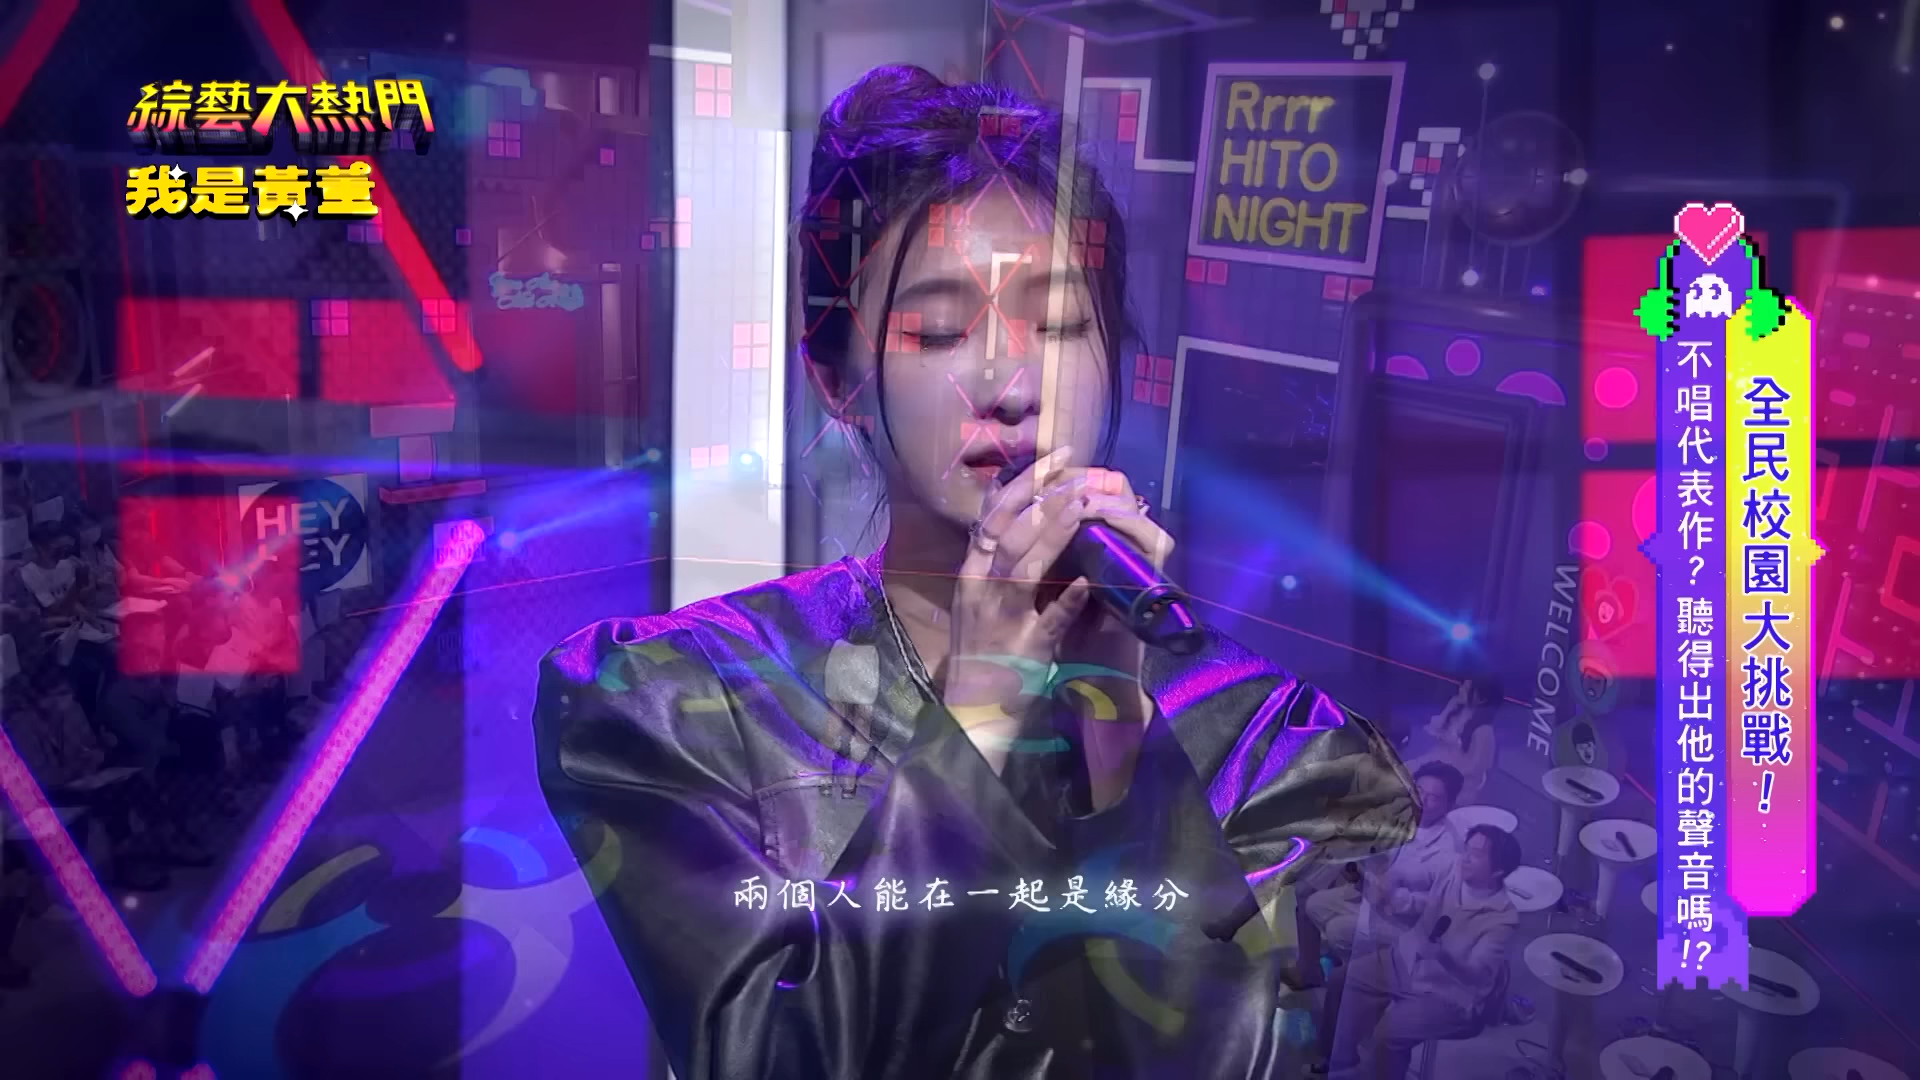 綜藝大熱門
我是黃董
Rrrr
HITO
NIGHT
HEY
HEY
WELCOME
全民校園大挑戰！
不唱代表作？聽得出他的聲音嗎!?
兩個人能在一起是緣分